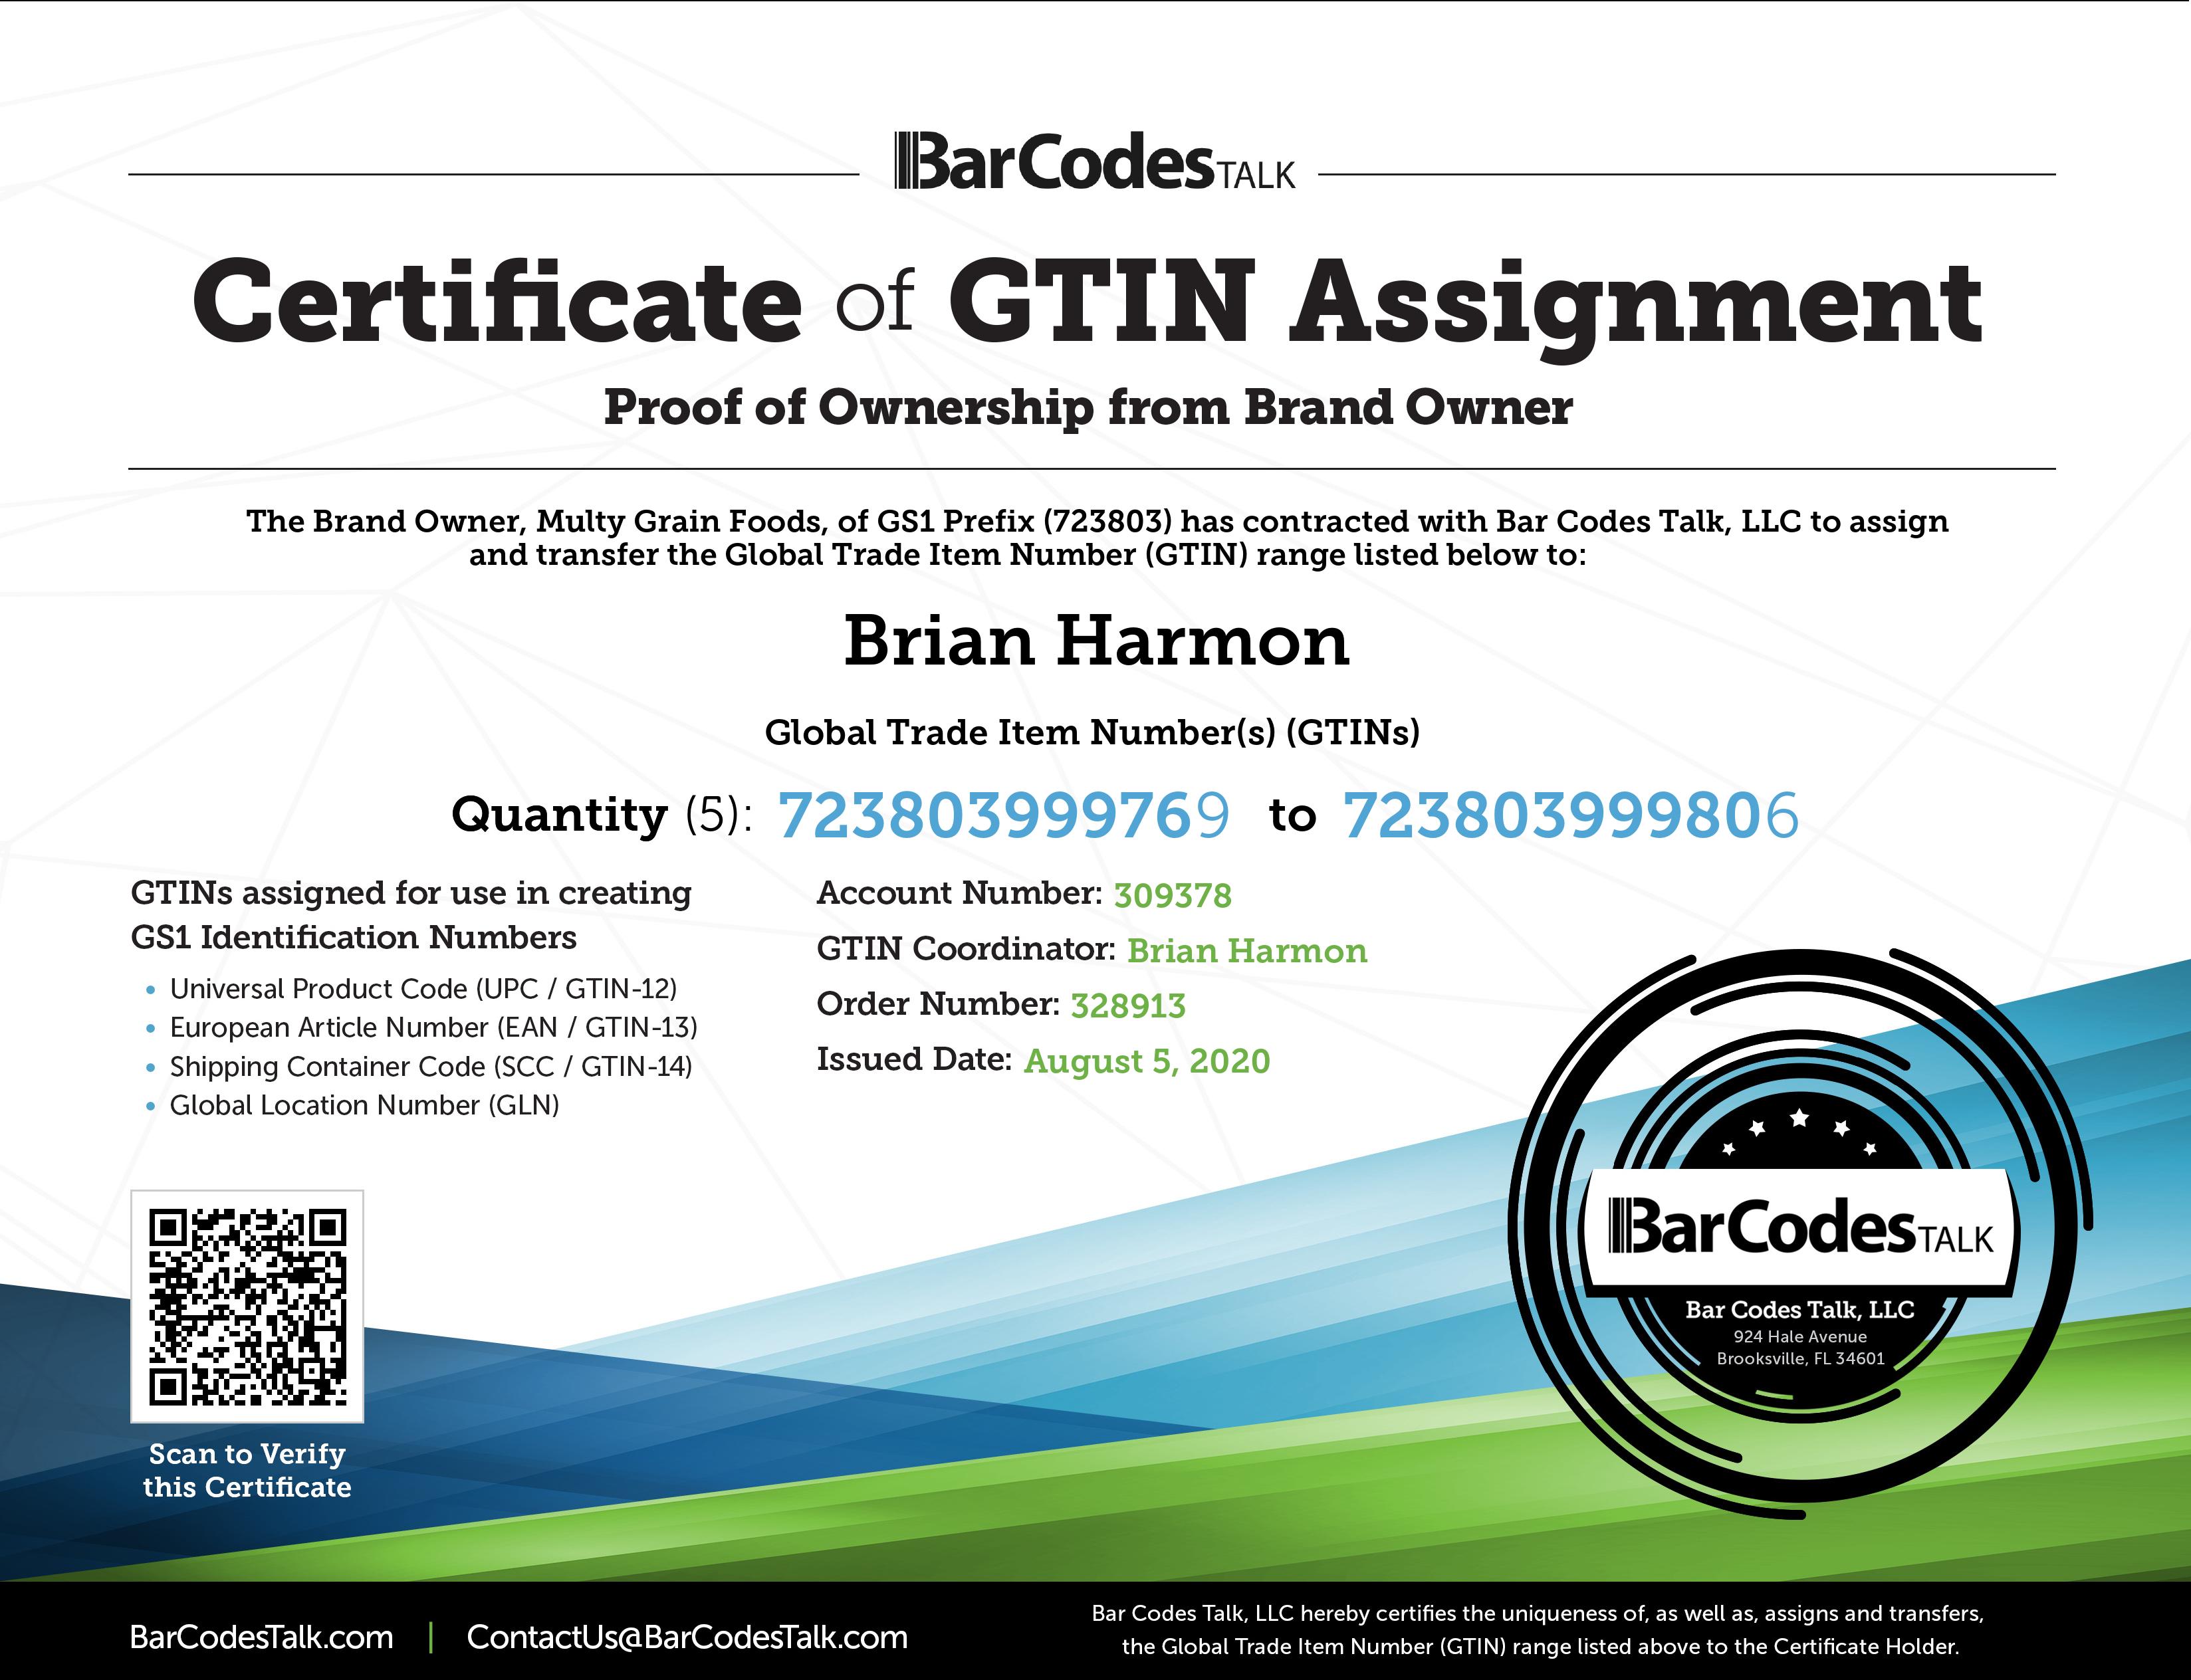 BarCodes TALK
Certificate of GTIN Assignment
Proof of Ownership from Brand Owner
The Brand Owner, Multy Grain Foods, of GS1 Prefix (723803) has contracted with Bar Codes Talk, LLC to assign
and transfer the Global Trade Item Number (GTIN) range listed below to:
Brian Harmon
Global Trade Item Number(s) (GTINs)
Quantity (5): 723803999769 to 723803999806
GTINs assigned for use in creating
GS1 Identification Numbers
• Universal Product Code (UPC / GTIN-12)
• European Article Number (EAN / GTIN-13)
• Shipping Container Code (SCC / GTIN-14)
• Global Location Number (GLN)
Account Number: 309378
GTIN Coordinator: Brian Harmon
Order Number: 328913
Issued Date: August 5, 2020
BarCodes TALK
Bar Codes Talk, LLC
924 Hale Avenue
Brooksville, FL 34601
Scan to Verify
this Certificate
BarCodesTalk.com | ContactUs@BarCodesTalk.com
Bar Codes Talk, LLC hereby certifies the uniqueness of, as well as, assigns and transfers,
the Global Trade Item Number (GTIN) range listed above to the Certificate Holder.